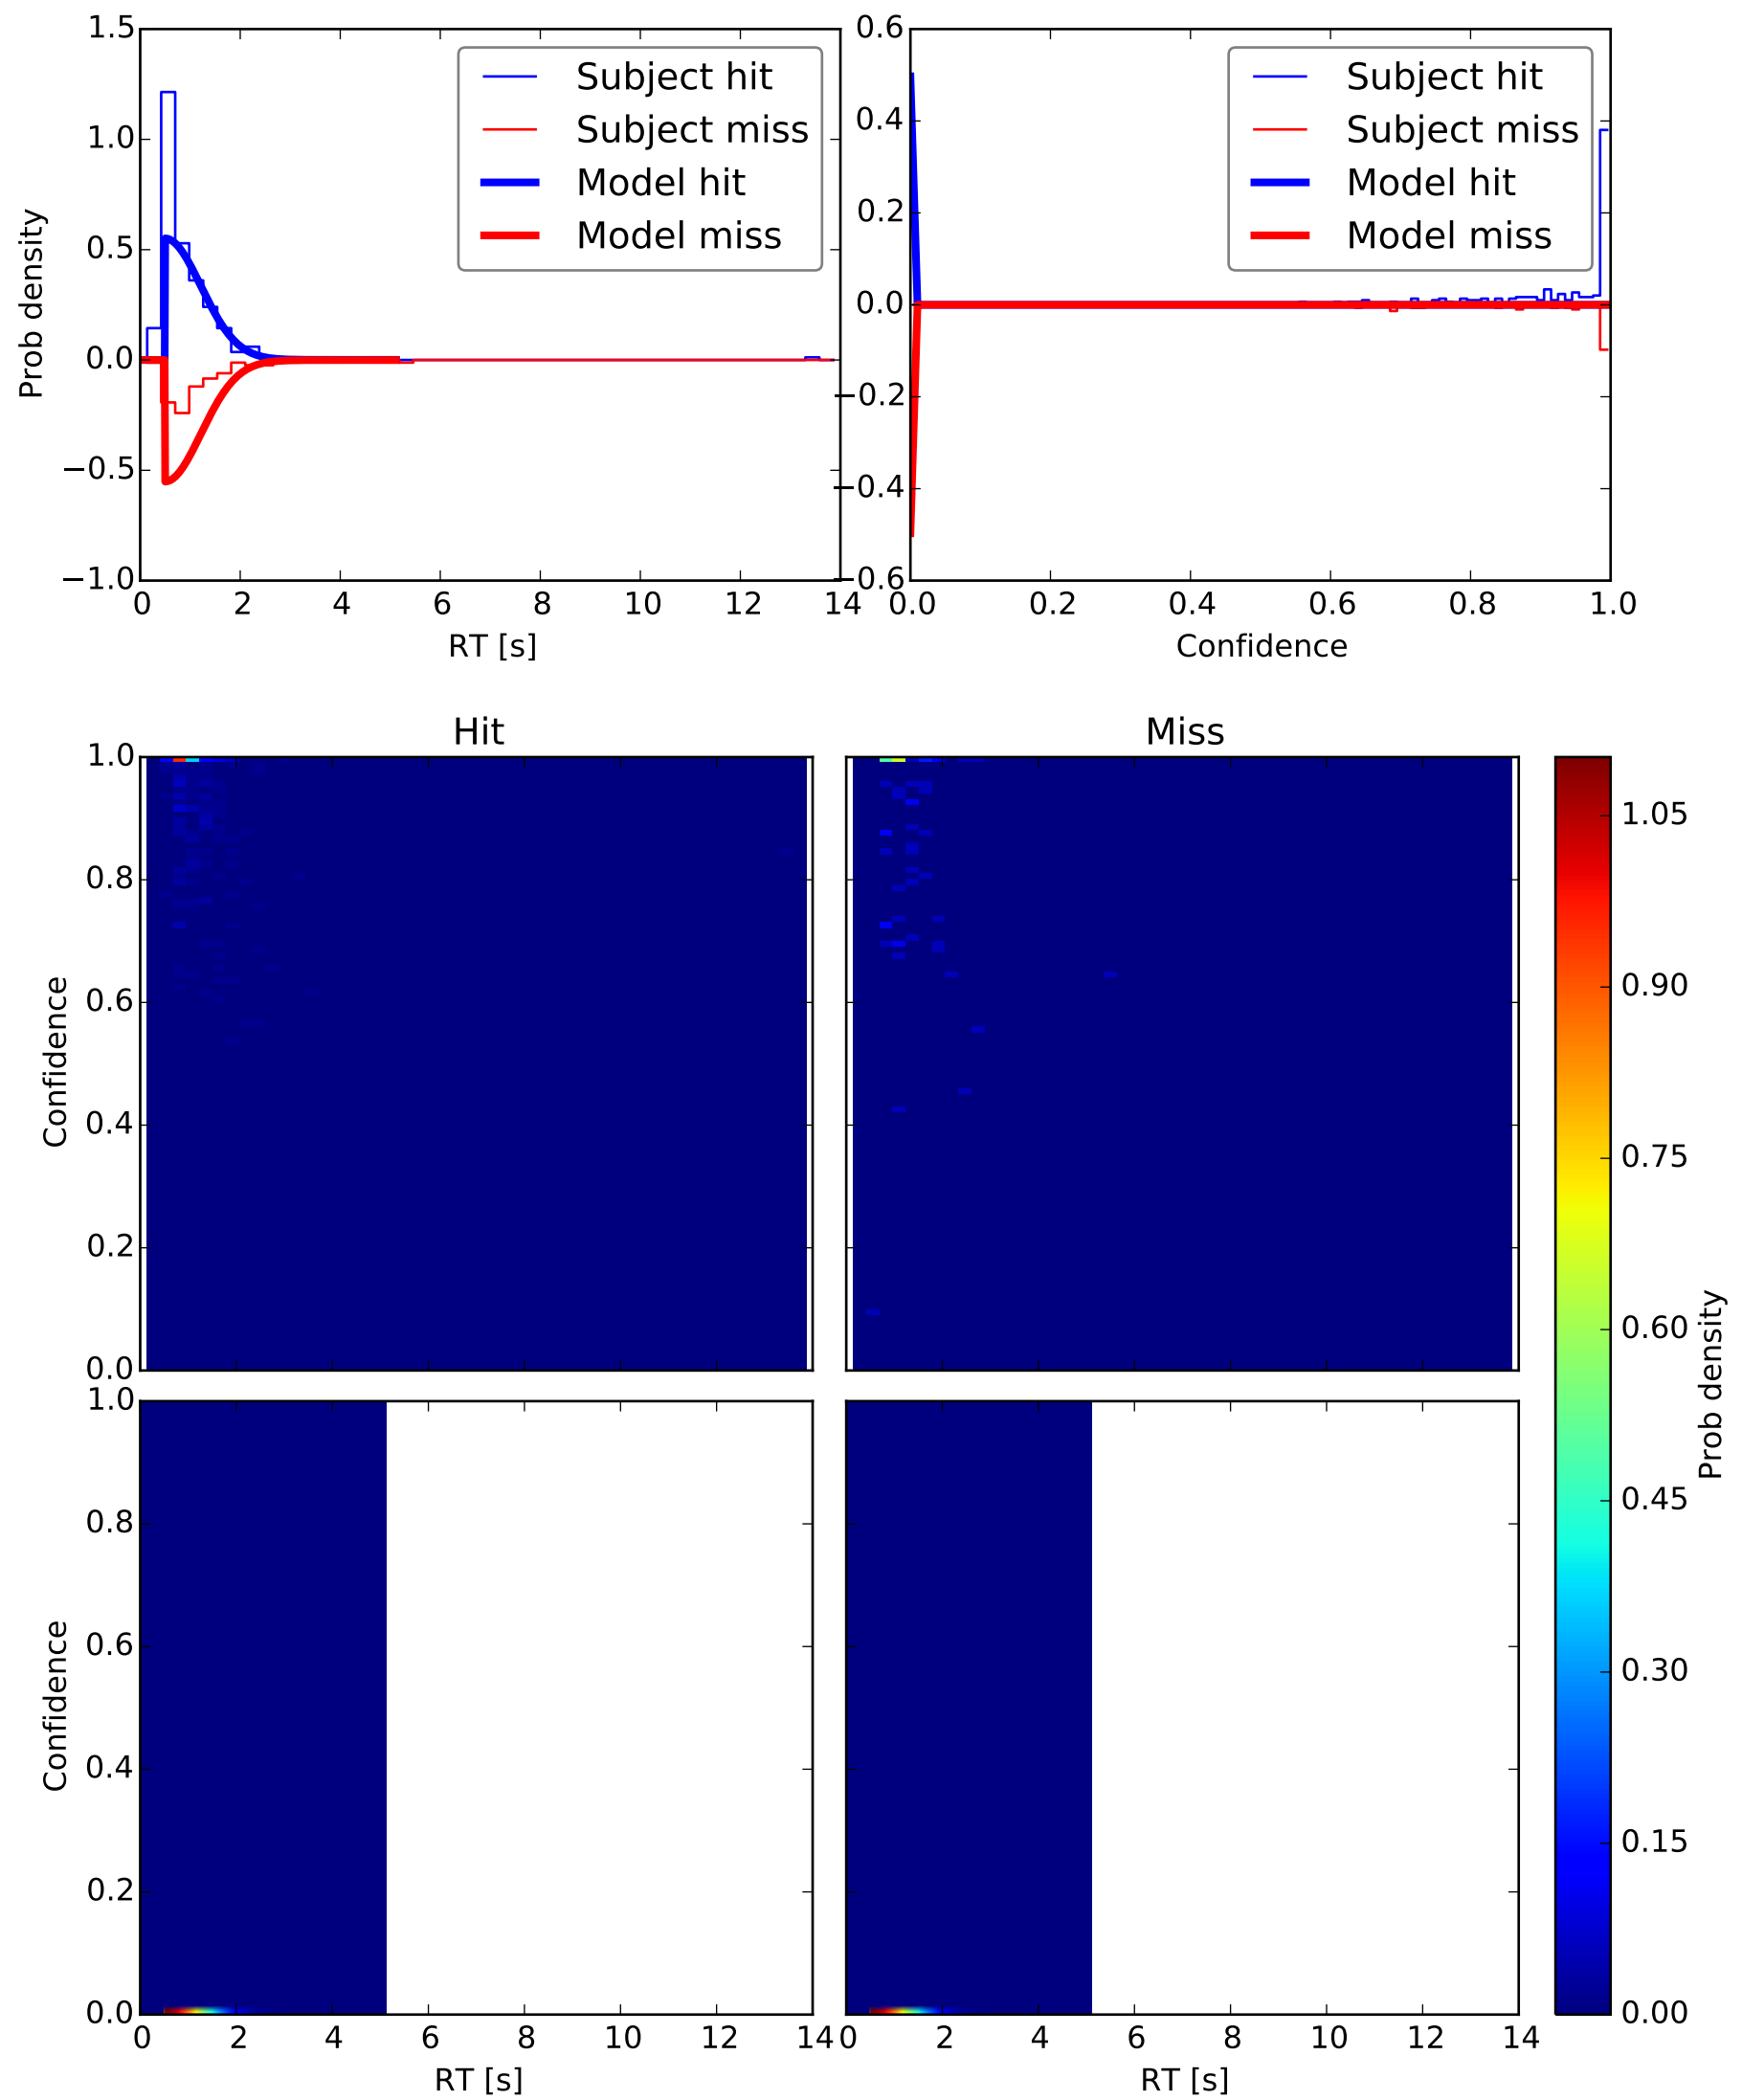 1.5
1.0
0.5
0.0
−0.5
−1.0
Prob density
0 2 4 6 8 10 12 14
RT [s]
Subject hit
Subject miss
Model hit
Model miss
0.6
0.4
0.2
0.0
−0.2
−0.4
−0.6
0.0 0.2 0.4 0.6 0.8 1.0
Confidence
Subject hit
Subject miss
Model hit
Model miss
Hit
Miss
1.0
0.8
0.6
0.4
0.2
0.0
Confidence
1.0
0.8
0.6
0.4
0.2
0.0
Confidence
0 2 4 6 8 10 12 14
RT [s]
0 2 4 6 8 10 12 14
RT [s]
1.05
0.90
0.75
0.60
0.45
0.30
0.15
0.00
Prob density